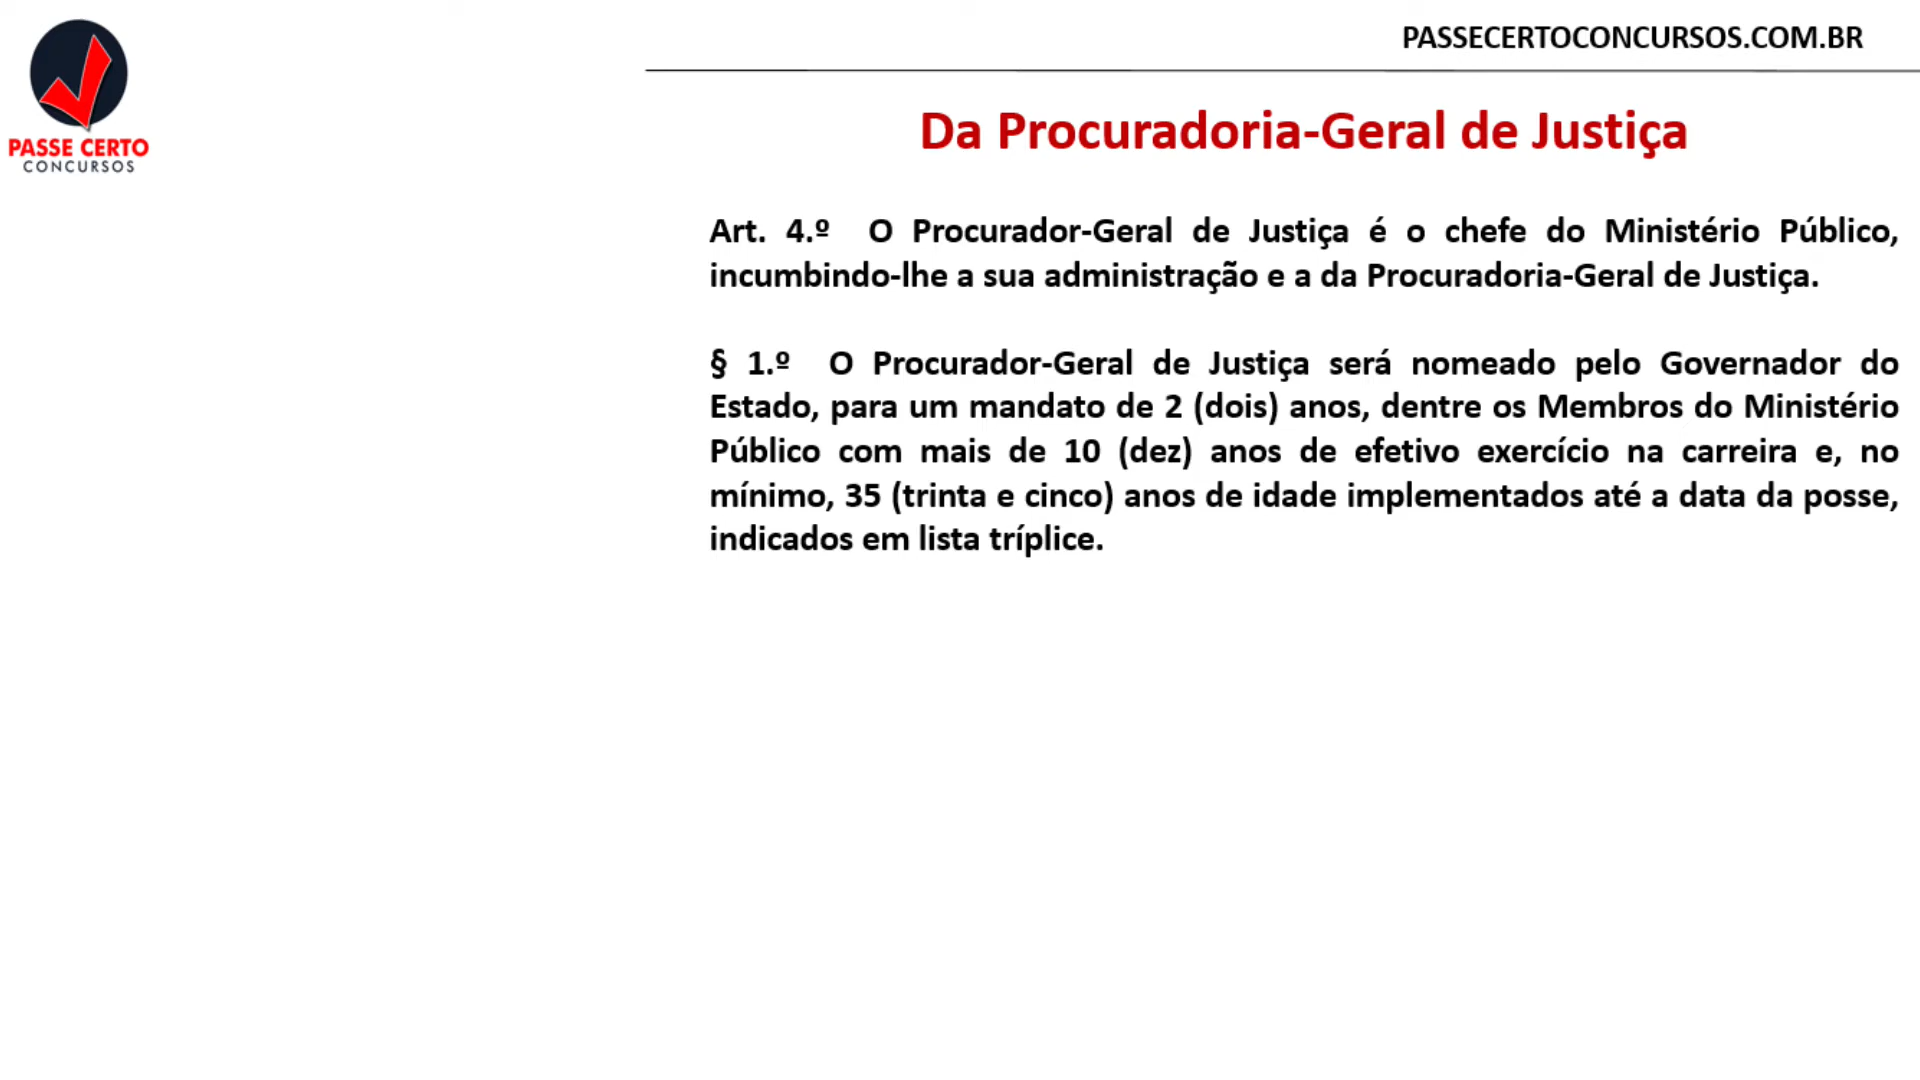 PASSECERTOCONCURSOS.COM.BR
PASSE CERTO
CONCURSOS
Da Procuradoria-Geral de Justiça
Art. 4.º O Procurador-Geral de Justiça é o chefe do Ministério Público,
incumbindo-lhe a sua administração e a da Procuradoria-Geral de Justiça.
§ 1.º O Procurador-Geral de Justiça será nomeado pelo Governador do
Estado, para um mandato de 2 (dois) anos, dentre os Membros do Ministério
Público com mais de 10 (dez) anos de efetivo exercício na carreira e, no
mínimo, 35 (trinta e cinco) anos de idade implementados até a data da posse,
indicados em lista tríplice.